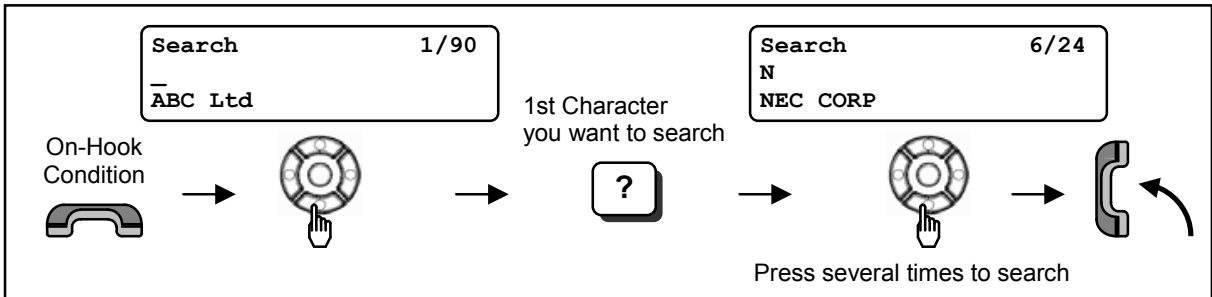 Search 1/90
_
ABC Ltd
On-Hook
Condition
1st Character
you want to search
?
Search 6/24
N
NEC CORP
Press several times to search